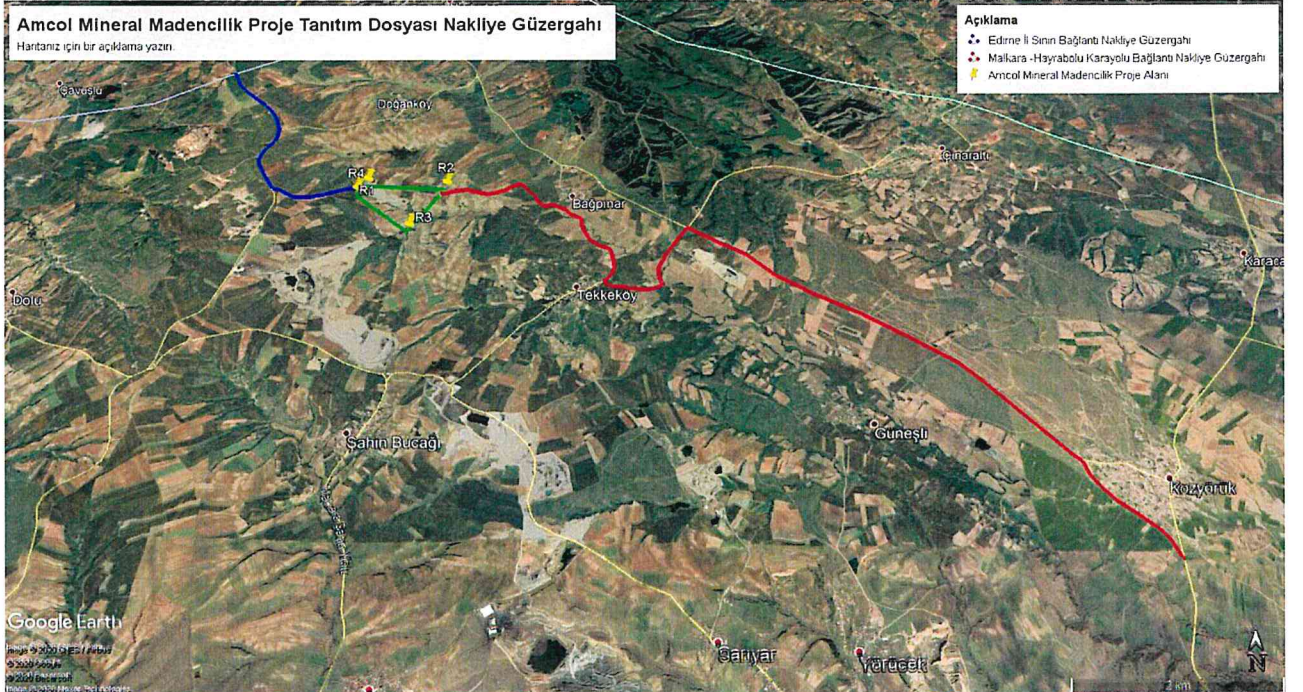 Amcol Mineral Madencilik Proje Tanıtım Dosyası Nakliye Güzergahı
Haritanız için bir açıklama yazın.
Açıklama
Edirne İl Sınırı Bağlantı Nakliye Güzergahı
Malkara -Hayrabolu Karayolu Bağlantı Nakliye Güzergahı
Amcol Mineral Madencilik Proje Alanı
Çavuşlu
Doğanköy
Çınaraltı
R4
R2
R1
Bağpınar
R3
Karaca
Dolu
Tekkeköy
Güneşli
Şahin Bucağı
Kozyörük
Google Earth
Sarıyar
Yörücek
N
2 km